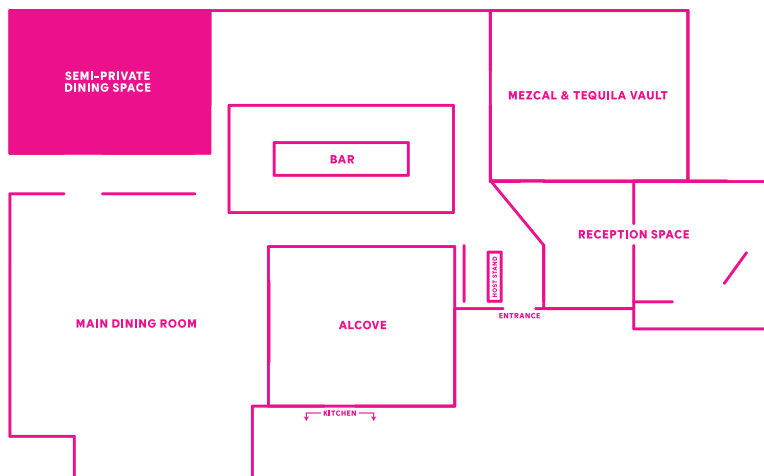 SEMI-PRIVATE
DINING SPACE
MEZCAL & TEQUILA VAULT
BAR
RECEPTION SPACE
HOST STAND
ENTRANCE
MAIN DINING ROOM
ALCOVE
KITCHEN